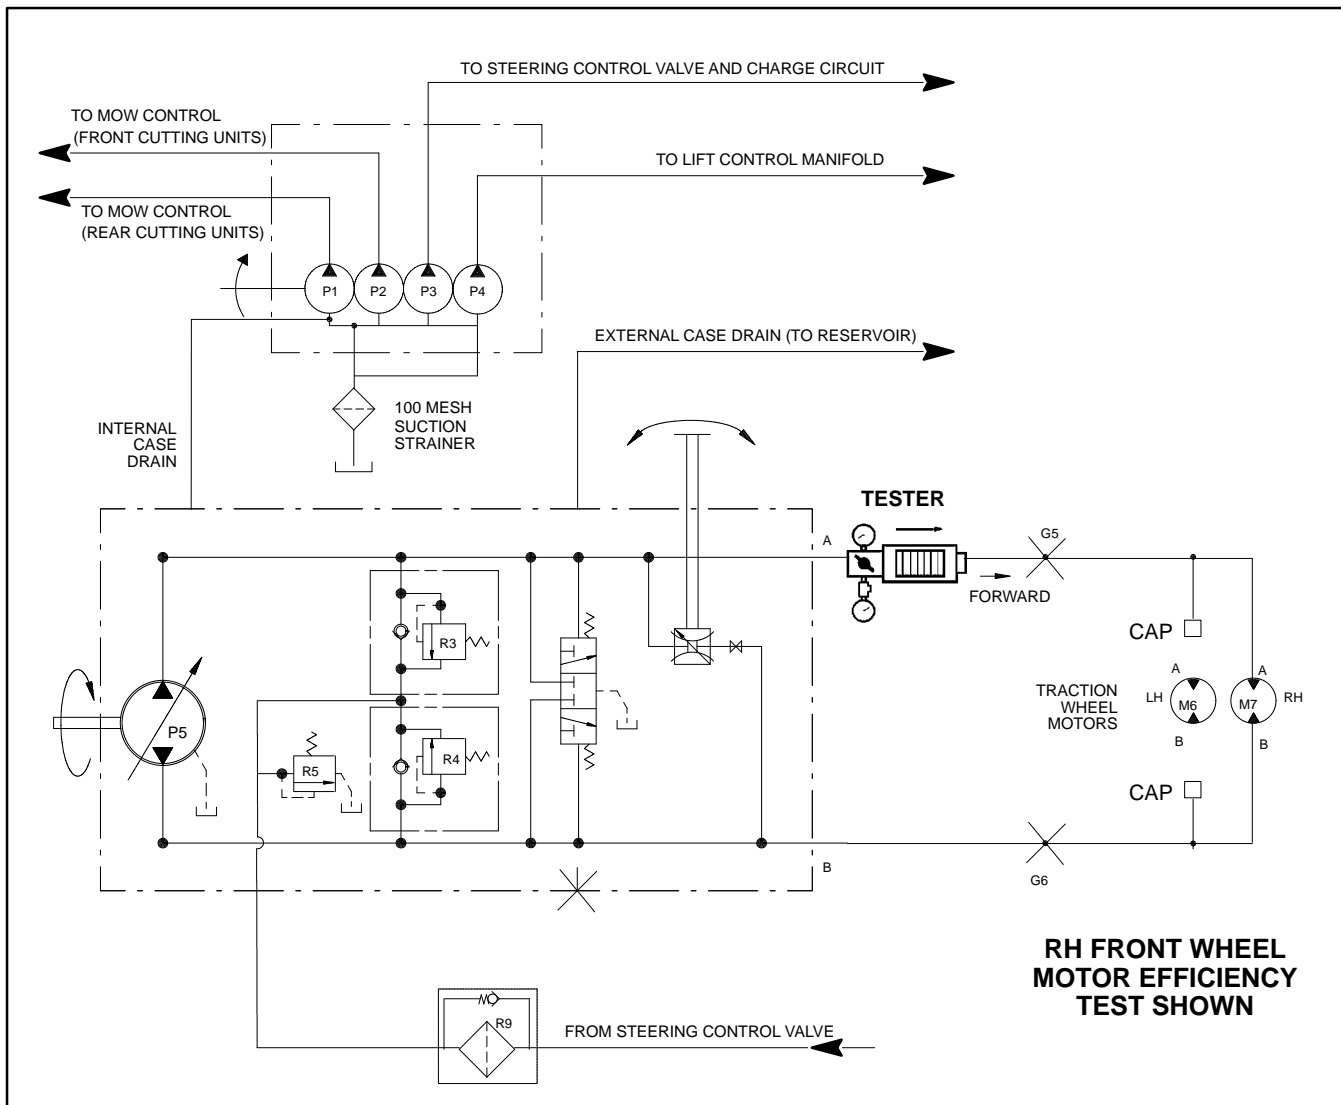 TO STEERING CONTROL VALVE AND CHARGE CIRCUIT
TO MOW CONTROL
(FRONT CUTTING UNITS)
TO LIFT CONTROL MANIFOLD
TO MOW CONTROL
(REAR CUTTING UNITS)
P1
P2
P3
P4
EXTERNAL CASE DRAIN (TO RESERVOIR)
100 MESH
SUCTION
STRAINER
INTERNAL
CASE
DRAIN
TESTER
A
G5
FORWARD
CAP
R3
TRACTION
WHEEL
MOTORS
A
LH
M6
B
A
M7
RH
B
P5
R5
R4
CAP
B
G6
RH FRONT WHEEL
MOTOR EFFICIENCY
TEST SHOWN
R9
FROM STEERING CONTROL VALVE